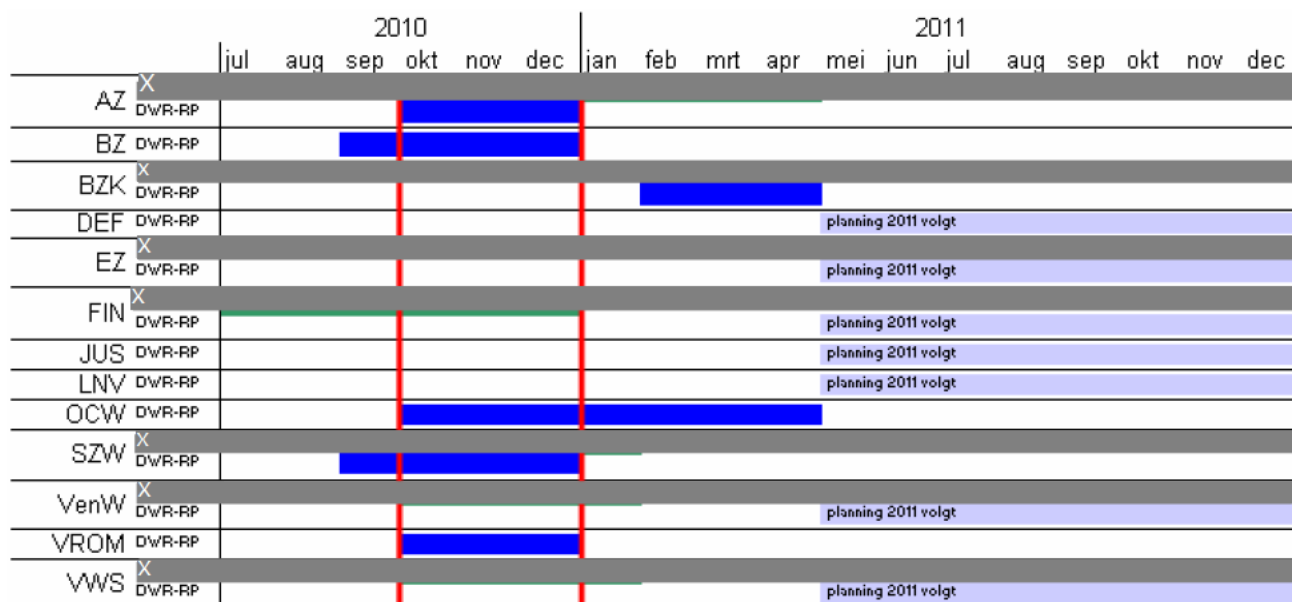 2010 2011
jul aug sep okt nov dec jan feb mrt apr mei jun jul aug sep okt nov dec
X
AZ DWR-RP
BZ DWR-RP
X
BZK DWR-RP
DEF DWR-RP planning 2011 volgt
X
EZ DWR-RP planning 2011 volgt
X
FIN DWR-RP planning 2011 volgt
JUS DWR-RP planning 2011 volgt
LNV DWR-RP planning 2011 volgt
OCW DWR-RP
X
SZW DWR-RP
X
VenW DWR-RP planning 2011 volgt
VROM DWR-RP
X
VWS DWR-RP planning 2011 volgt